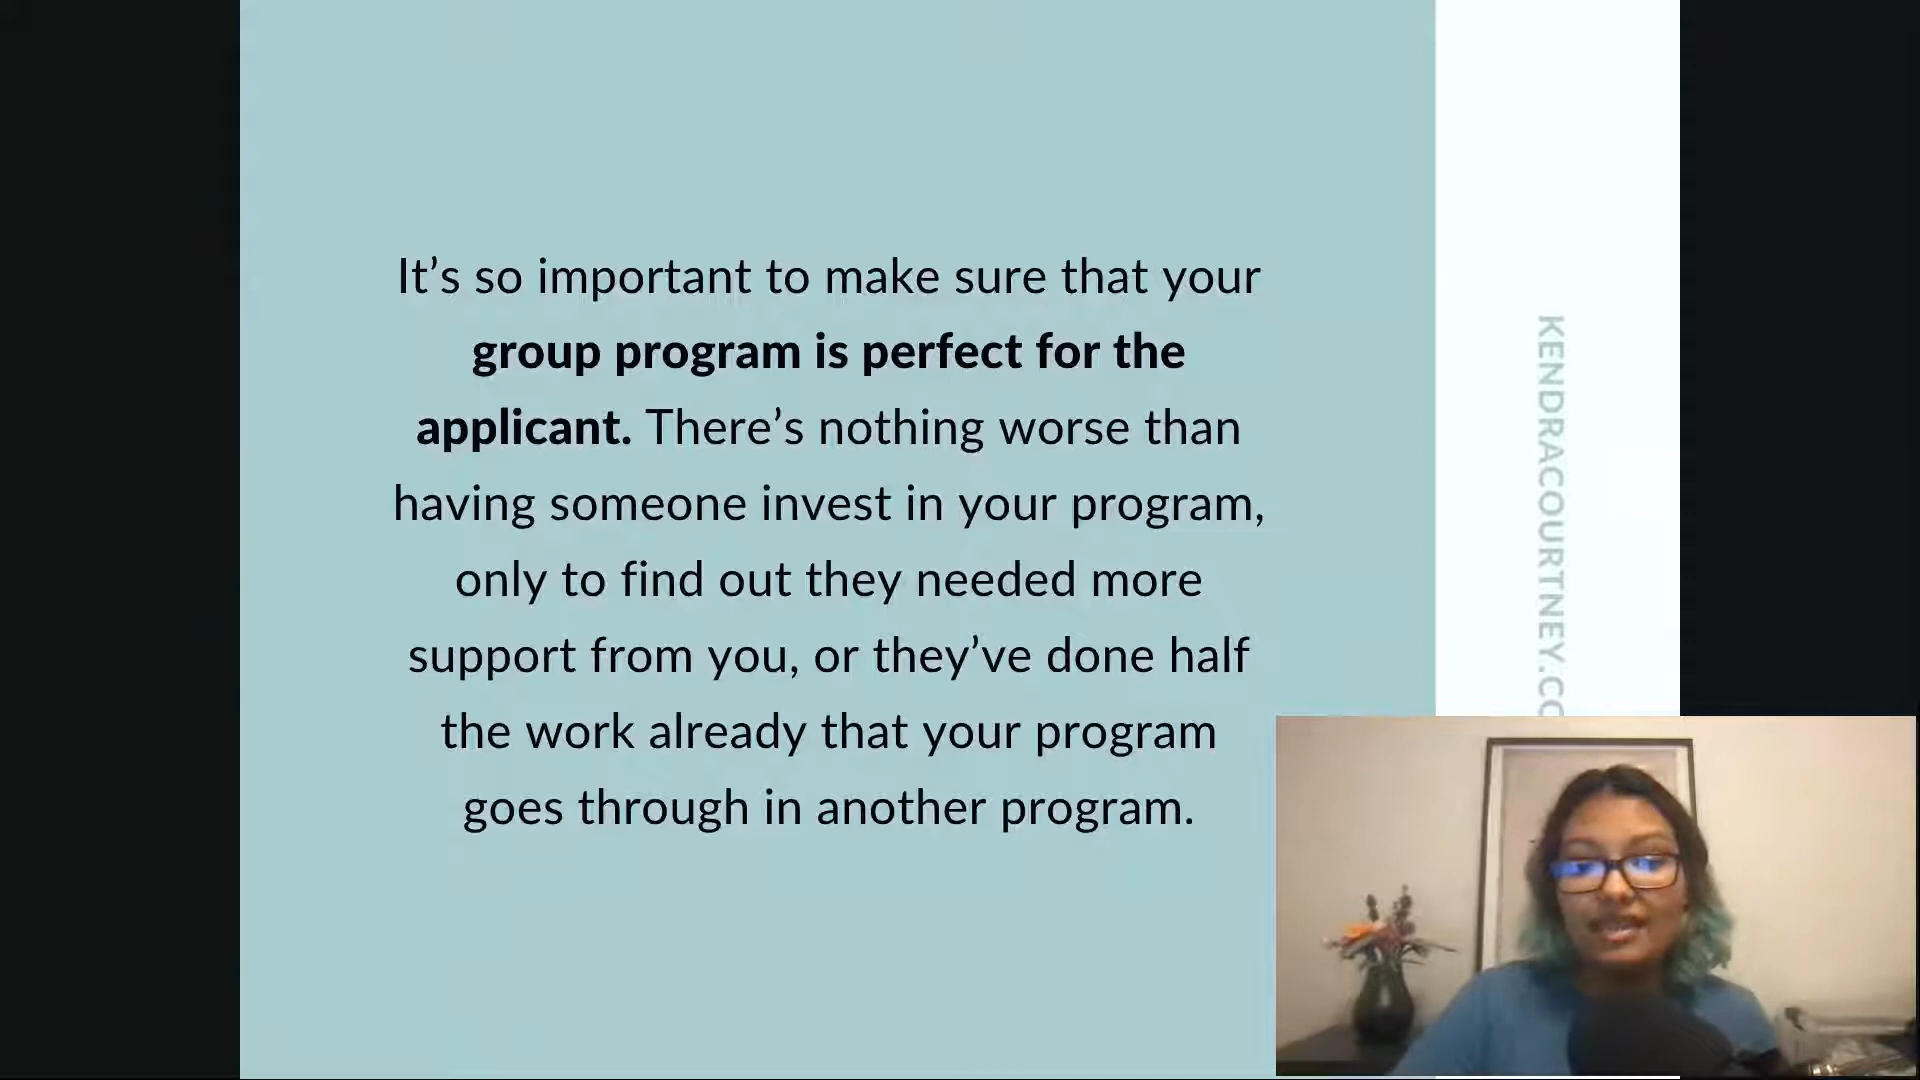 It’s so important to make sure that your
group program is perfect for the
applicant. There’s nothing worse than
having someone invest in your program,
only to find out they needed more
support from you, or they’ve done half
the work already that your program
goes through in another program.
KENDRACOURTNEY.CO